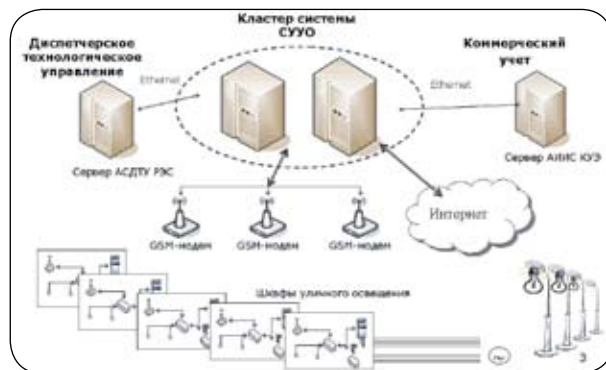 Кластер системы
СУУО
Диспетчерское
технологическое
управление
Коммерческий
учет
Ethernet
Ethernet
Сервер АСДТУ РЭС
Сервер АИИС КУЭ
Интернет
GSM-модем
GSM-модем
GSM-модем
Шкафы уличного освещения
3